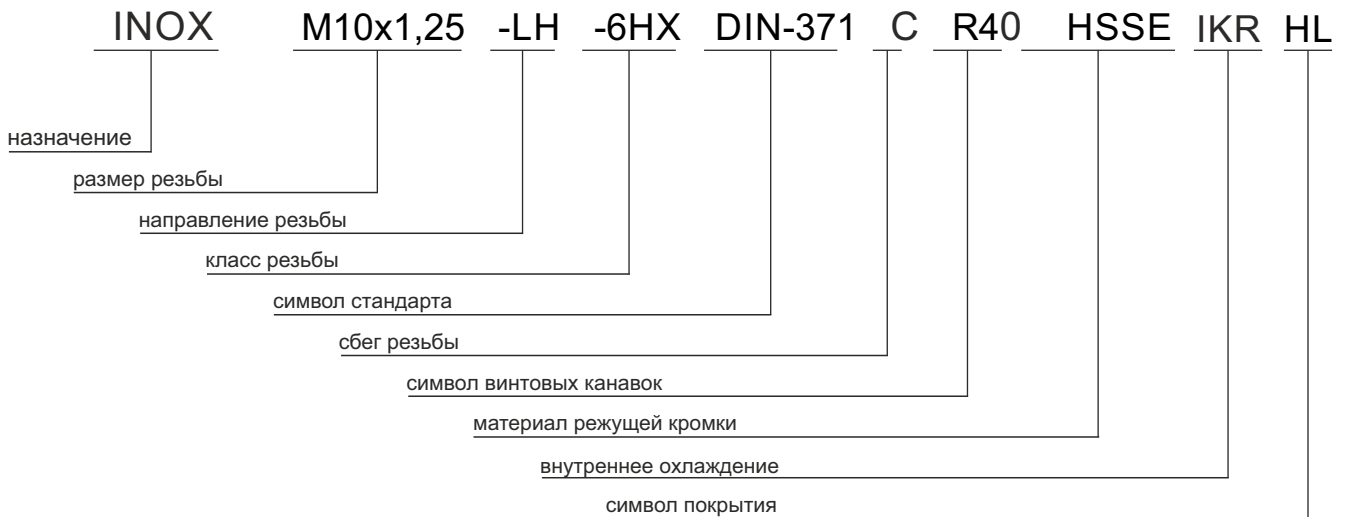 INOX M10x1,25 -LH -6HX DIN-371 C R40 HSSE IKR HL
назначение
размер резьбы
направление резьбы
класс резьбы
символ стандарта
сбег резьбы
символ винтовых канавок
материал режущей кромки
внутреннее охлаждение
символ покрытия